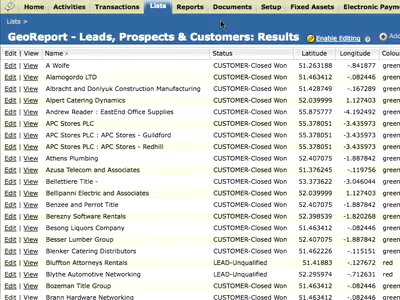 Home Activities Transactions Lists Reports Documents Setup Fixed Assets Electronic Paym
Lists >
GeoReport - Leads, Prospects & Customers: Results Enable Editing Add
Edit | View Name Status Latitude Longitude Colou
Edit | View A Wolfe CUSTOMER-Closed Won 51.263188 -.841877 green
Edit | View Alamogordo LTD CUSTOMER-Closed Won 51.463412 -.082446 green
Edit | View Albracht and Donlyuk Construction Manufacturing CUSTOMER-Closed Won 51.428749 -.167289 green
Edit | View Alpert Catering Dynamics CUSTOMER-Closed Won 52.039999 1.127403 green
Edit | View Andrew Reader : EastEnd Office Supplies CUSTOMER-Closed Won 55.875777 -4.192492 green
Edit | View APC Stores PLC CUSTOMER-Closed Won 55.378051 -3.435973 green
Edit | View APC Stores PLC : APC Stores - Guildford CUSTOMER-Closed Won 55.378051 -3.435973 green
Edit | View APC Stores PLC : APC Stores - Redhill CUSTOMER-Closed Won 55.378051 -3.435973 green
Edit | View Athens Plumbing CUSTOMER-Closed Won 52.407075 -1.887842 green
Edit | View Azusa Telecom and Associates CUSTOMER-Closed Won 51.376245 -.119756 green
Edit | View Bellettiere Title - CUSTOMER-Closed Won 53.373622 -3.046044 green
Edit | View Bellipanni Electric and Associates CUSTOMER-Closed Won 52.039999 1.127403 green
Edit | View Benzee and Perrot Title CUSTOMER-Closed Won 52.407075 -1.887842 green
Edit | View Berezny Software Rentals CUSTOMER-Closed Won 52.398539 -1.820268 green
Edit | View Besong Liquors Company CUSTOMER-Closed Won 51.463412 -.082446 green
Edit | View Besser Lumber Group CUSTOMER-Closed Won 52.407075 -1.887842 green
Edit | View Blenker Catering Distributors CUSTOMER-Closed Won 51.462226 -.115151 green
Edit | View Bluffton Attorneys Rentals LEAD-Unqualified 51.41883 -.127672 red
Edit | View Blythe Automotive Networking LEAD-Unqualified 52.295974 -.712631 red
Edit | View Bozeman Title Group CUSTOMER-Closed Won 51.463412 -.082446 green
Edit | View Brann Hardware Networking CUSTOMER-Closed Won 51.463412 -.082446 green